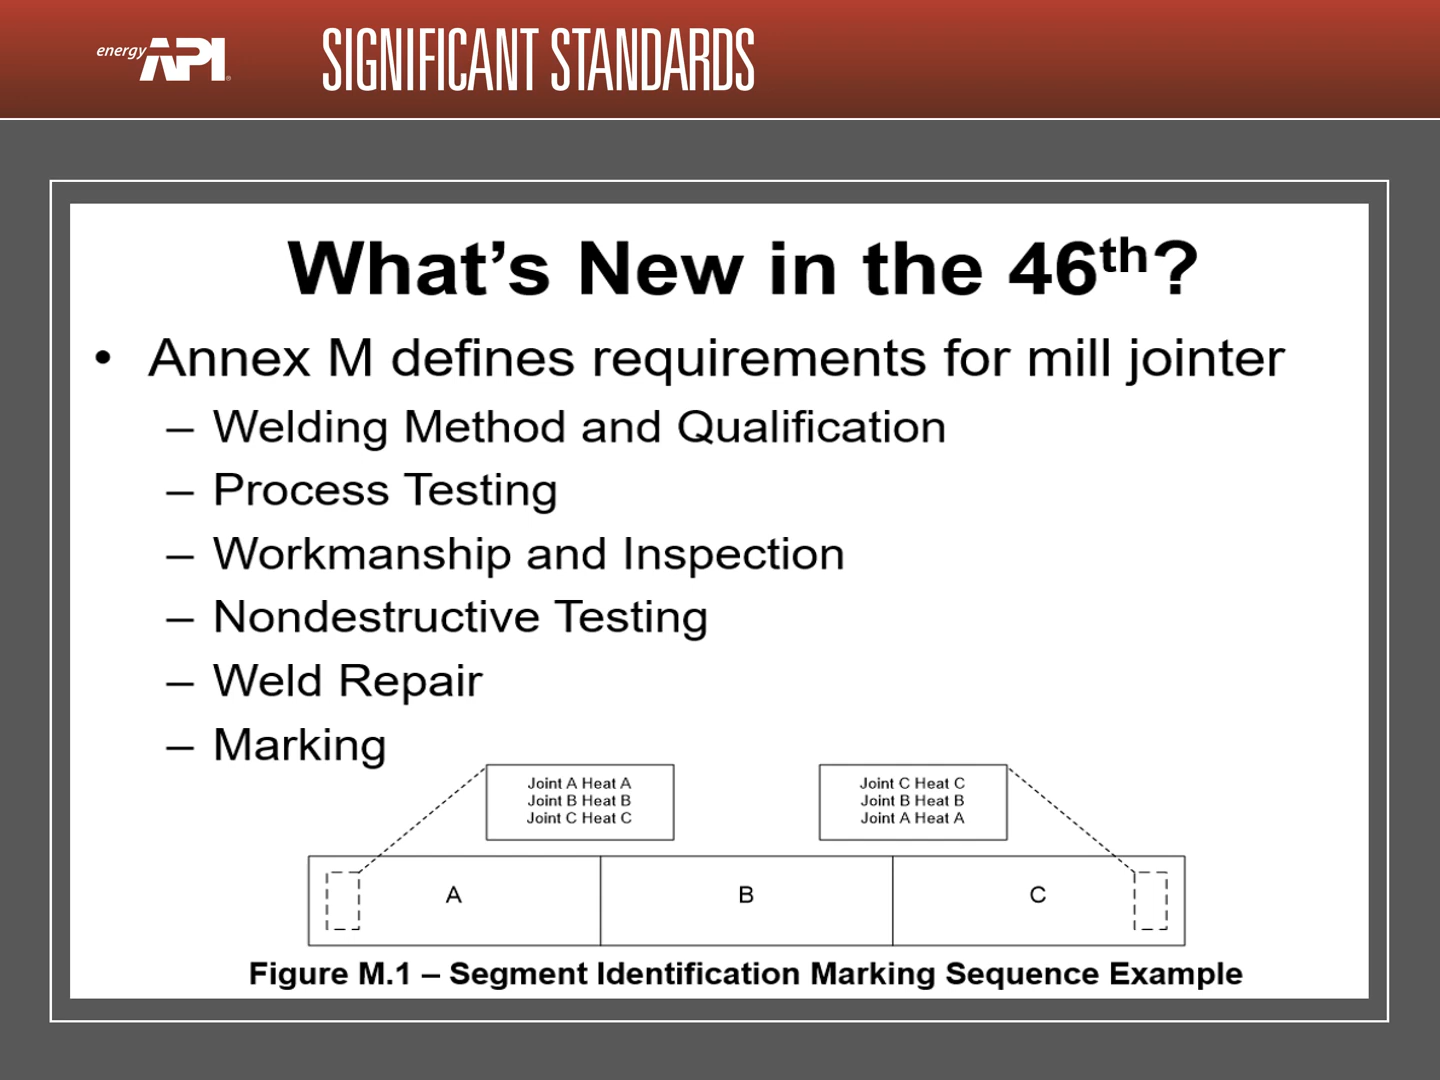 energy API®
SIGNIFICANT STANDARDS
What's New in the 46th?
• Annex M defines requirements for mill jointer
– Welding Method and Qualification
– Process Testing
– Workmanship and Inspection
– Nondestructive Testing
– Weld Repair
– Marking
Joint A Heat A
Joint B Heat B
Joint C Heat C
Joint C Heat C
Joint B Heat B
Joint A Heat A
A
B
C
Figure M.1 – Segment Identification Marking Sequence Example